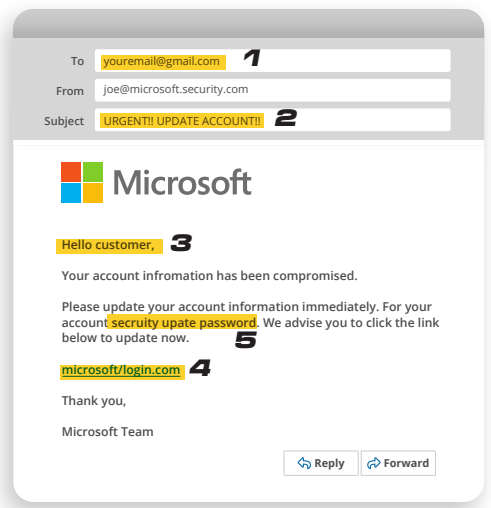 To youremail@gmail.com 1
From joe@microsoft.security.com
Subject URGENT!! UPDATE ACCOUNT!! 2
Microsoft
Hello customer, 3
Your account infromation has been compromised.
Please update your account information immediately. For your
account secruity upate password. We advise you to click the link
below to update now. 5
microsoft/login.com 4
Thank you,
Microsoft Team
Reply Forward